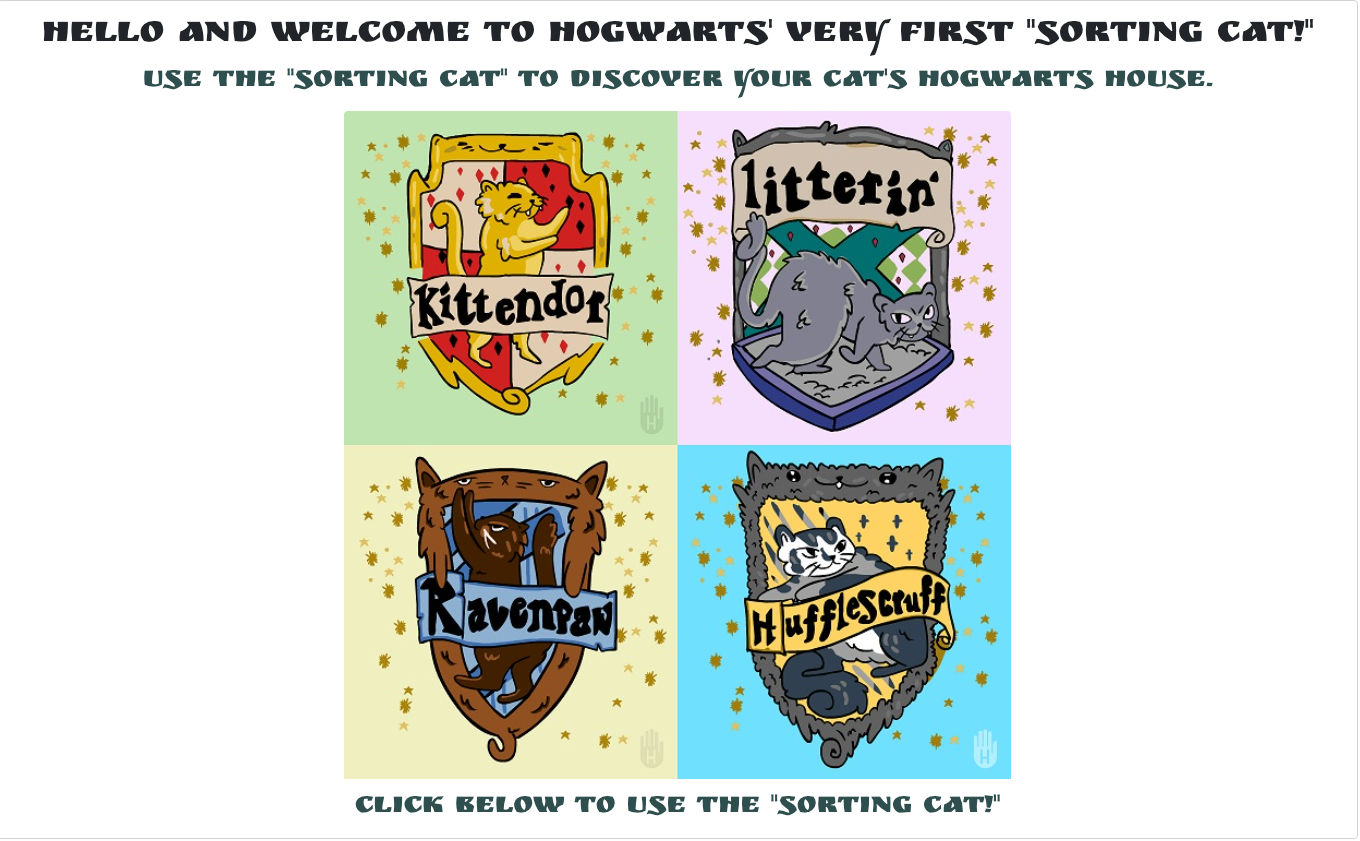 HELLO AND WELCOME TO HOGWARTS' VERY FIRST "SORTING CAT!"
USE THE "SORTING CAT" TO DISCOVER YOUR CAT'S HOGWARTS HOUSE.
Kittendor
litterin'
H
Ravenpaw
Hufflescruff
H
H
CLICK BELOW TO USE THE "SORTING CAT!"